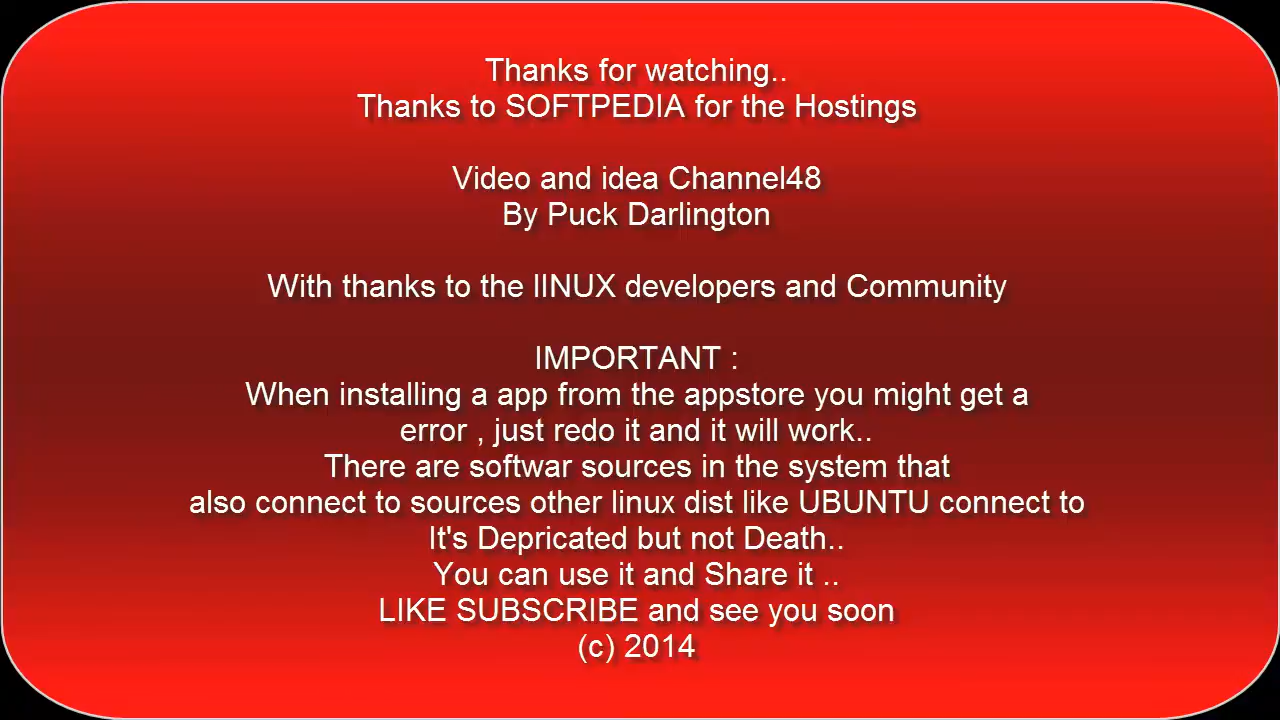 Thanks for watching..
Thanks to SOFTPEDIA for the Hostings
Video and idea Channel48
By Puck Darlington
With thanks to the lINUX developers and Community
IMPORTANT :
When installing a app from the appstore you might get a
error , just redo it and it will work..
There are softwar sources in the system that
also connect to sources other linux dist like UBUNTU connect to
It's Depricated but not Death..
You can use it and Share it ..
LIKE SUBSCRIBE and see you soon
(c) 2014